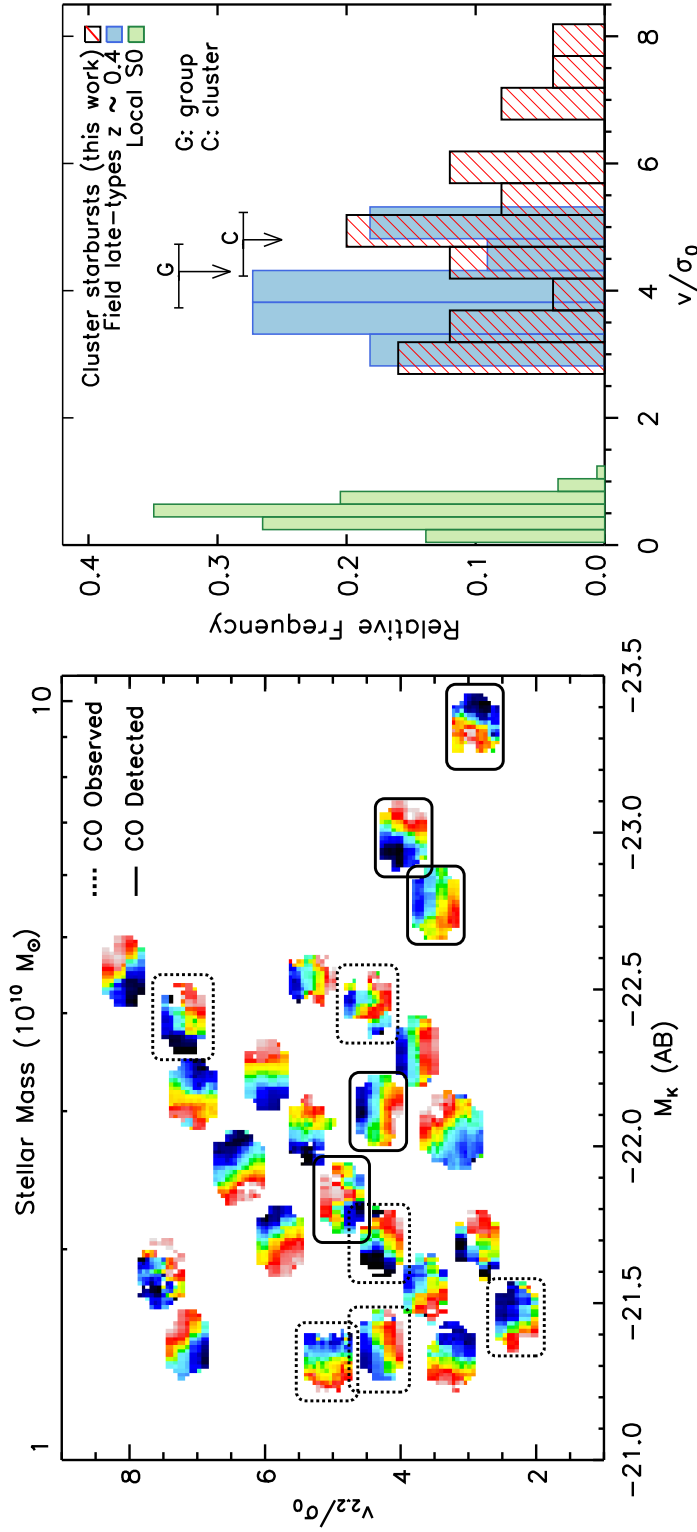 Stellar Mass (10¹⁰ M☉)
1
10
CO Observed
CO Detected
v₂.₂/σ₀
8
6
4
2
-21.0
-21.5
-22.0
-22.5
-23.0
-23.5
M_K (AB)
Cluster starbursts (this work)
Field late-types z ~ 0.4
Local S0
G: group
C: cluster
G
C
Relative Frequency
0.4
0.3
0.2
0.1
0.0
0
2
4
6
8
v/σ₀